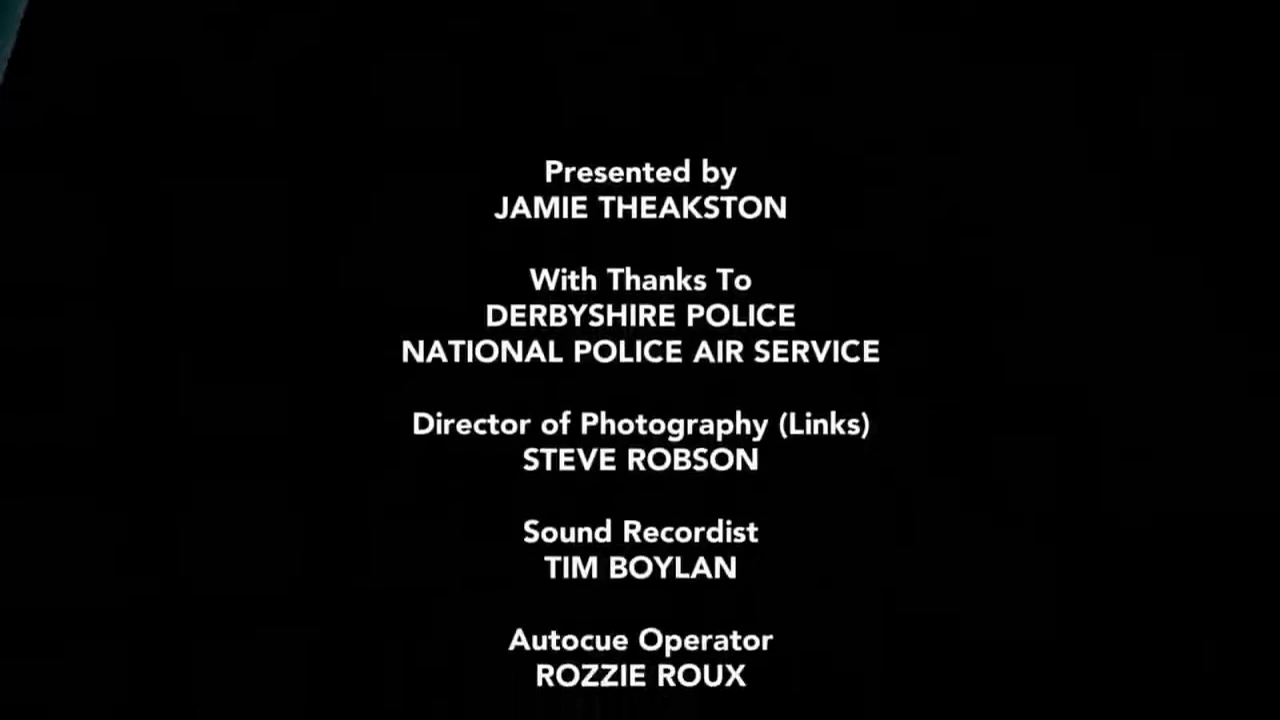 Presented by
JAMIE THEAKSTON
With Thanks To
DERBYSHIRE POLICE
NATIONAL POLICE AIR SERVICE
Director of Photography (Links)
STEVE ROBSON
Sound Recordist
TIM BOYLAN
Autocue Operator
ROZZIE ROUX